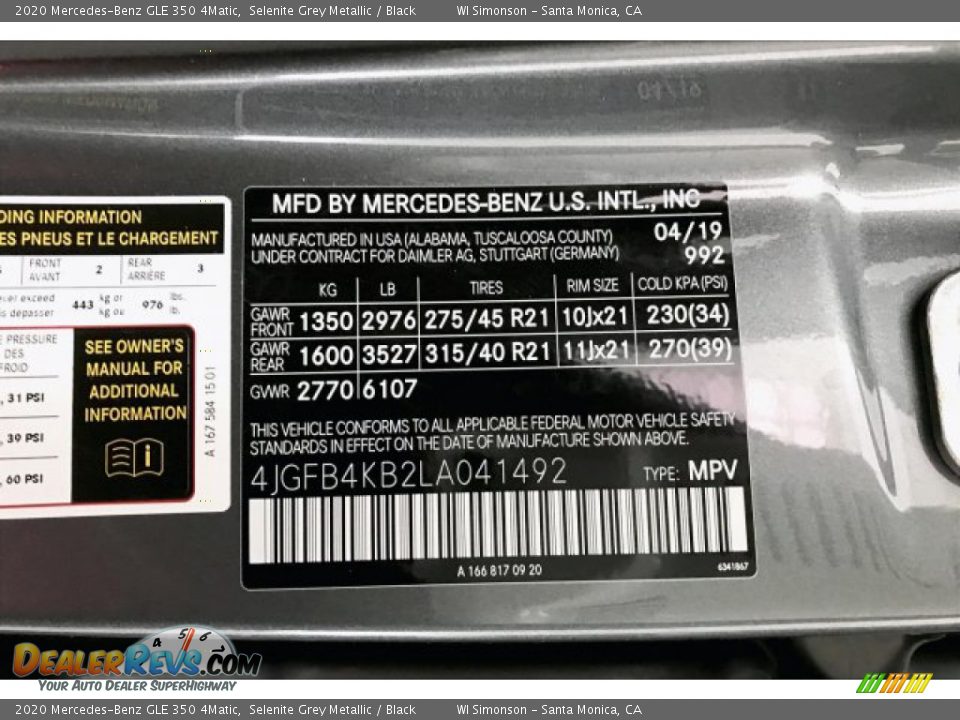 2020 Mercedes-Benz GLE 350 4Matic, Selenite Grey Metallic / Black WI Simonson - Santa Monica, CA
DING INFORMATION
ES PNEUS ET LE CHARGEMENT
FRONT AVANT 2 REAR ARRIÈRE 3
exceed 443 kg or 976 lbs.
dépasser kg ou lb.
PRESSURE
DES
FROID
, 31 PSI
, 39 PSI
, 60 PSI
SEE OWNER'S
MANUAL FOR
ADDITIONAL
INFORMATION
A 167 584 15 01
MFD BY MERCEDES-BENZ U.S. INTL., INC
MANUFACTURED IN USA (ALABAMA, TUSCALOOSA COUNTY) 04/19
UNDER CONTRACT FOR DAIMLER AG, STUTTGART (GERMANY) 992
KG LB TIRES RIM SIZE COLD KPA (PSI)
GAWR FRONT 1350 2976 275/45 R21 10Jx21 230(34)
GAWR REAR 1600 3527 315/40 R21 11Jx21 270(39)
GVWR 2770 6107
THIS VEHICLE CONFORMS TO ALL APPLICABLE FEDERAL MOTOR VEHICLE SAFETY
STANDARDS IN EFFECT ON THE DATE OF MANUFACTURE SHOWN ABOVE.
4JGFB4KB2LA041492 TYPE: MPV
A 166 817 09 20 6341867
DealerRevs.com
Your Auto Dealer SuperHighway
2020 Mercedes-Benz GLE 350 4Matic, Selenite Grey Metallic / Black WI Simonson - Santa Monica, CA